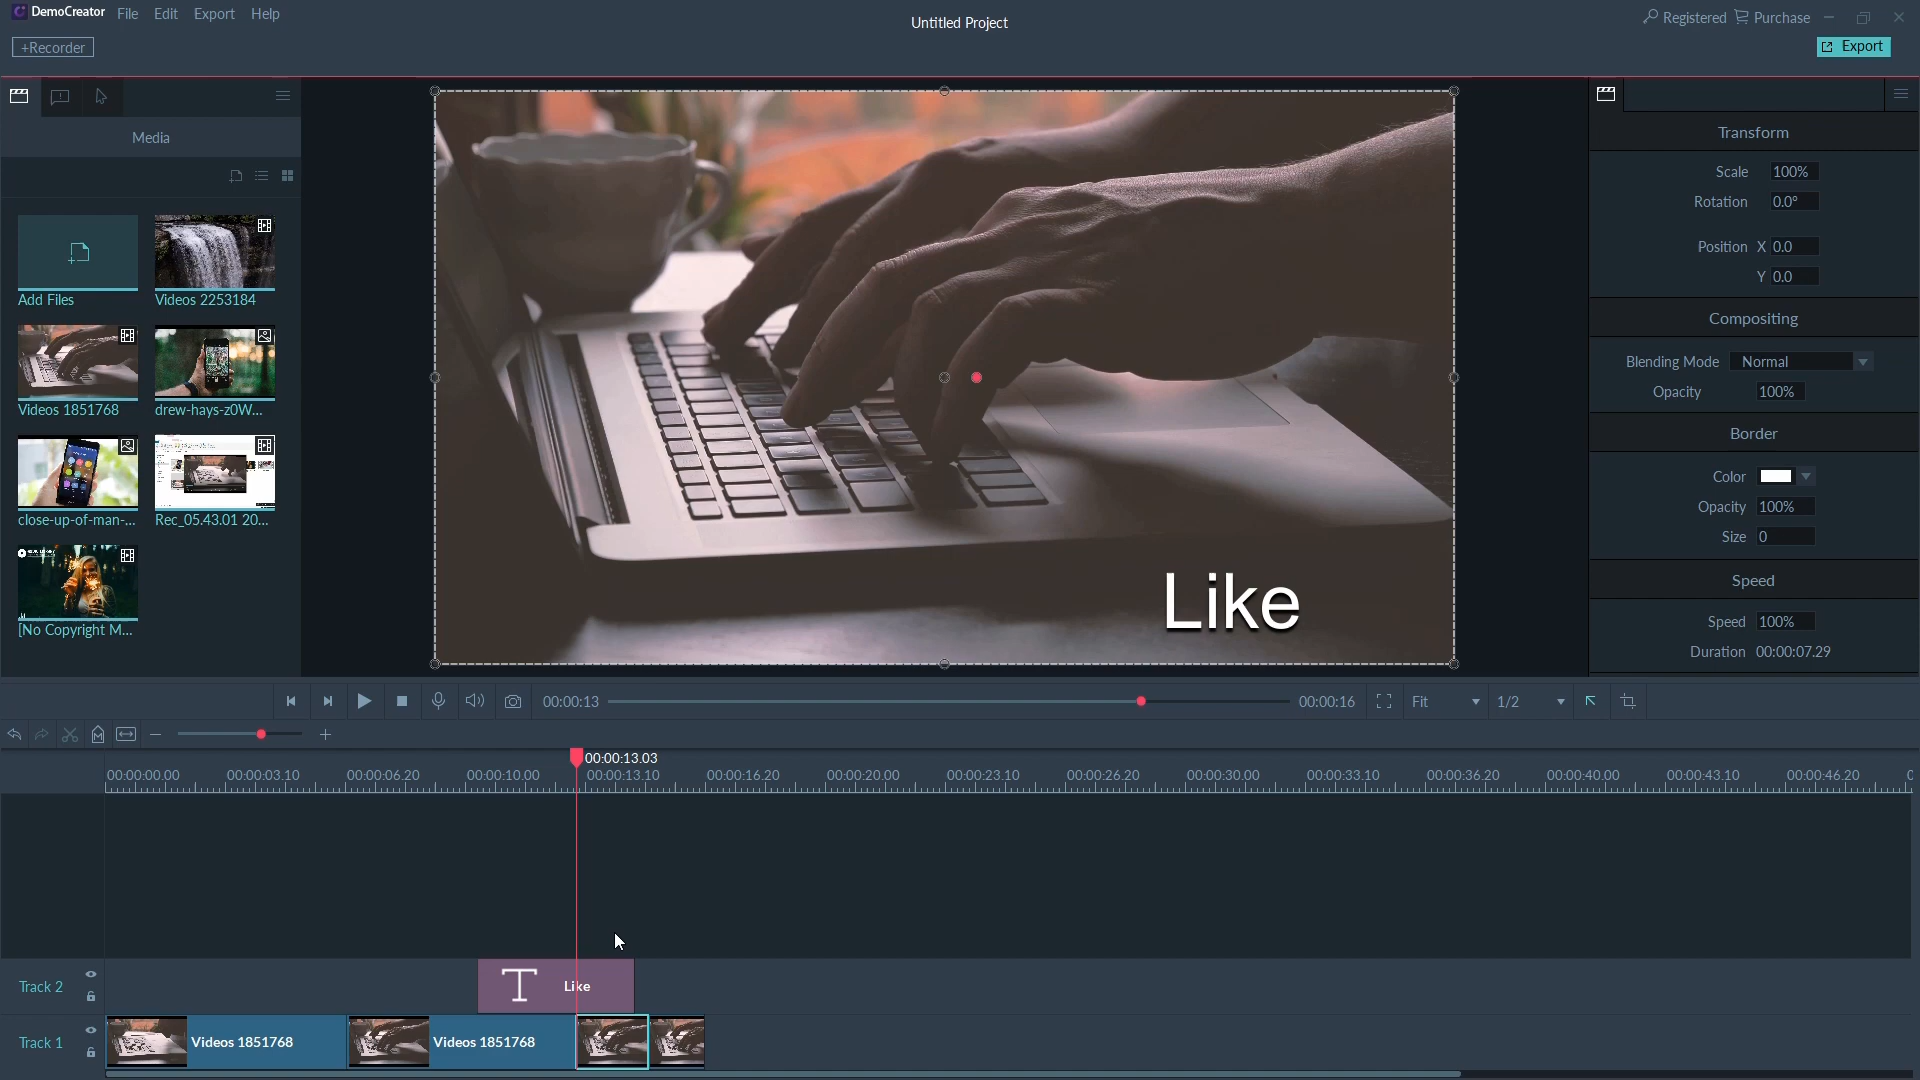 DemoCreator File Edit Export Help
Untitled Project
Registered Purchase
+Recorder
Export
Media
Add Files
Videos 2253184
Videos 1851768
drew-hays-z0W...
close-up-of-man-...
Rec_05.43.01 20...
[No Copyright M...
Like
Transform
Scale 100%
Rotation 0.0°
Position X 0.0
Y 0.0
Compositing
Blending Mode Normal
Opacity 100%
Border
Color
Opacity 100%
Size 0
Speed
Speed 100%
Duration 00:00:07.29
00:00:13 00:00:16 Fit 1/2
00:00:13.03
00:00:00.00 00:00:03.10 00:00:06.20 00:00:10.00 00:00:13.10 00:00:16.20 00:00:20.00 00:00:23.10 00:00:26.20 00:00:30.00 00:00:33.10 00:00:36.20 00:00:40.00 00:00:43.10 00:00:46.20
Track 2 T Like
Track 1 Videos 1851768 Videos 1851768